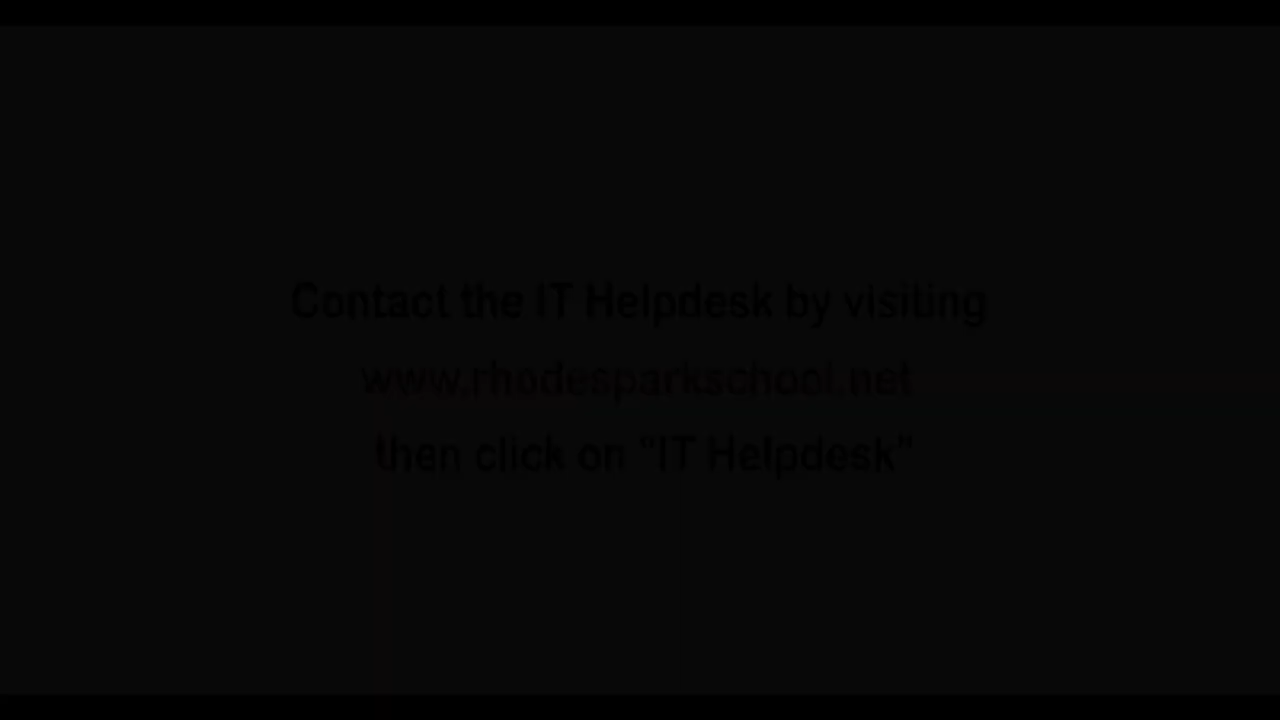 Contact the IT Helpdesk by visiting
www.rhodesparkschool.net
then click on "IT Helpdesk"